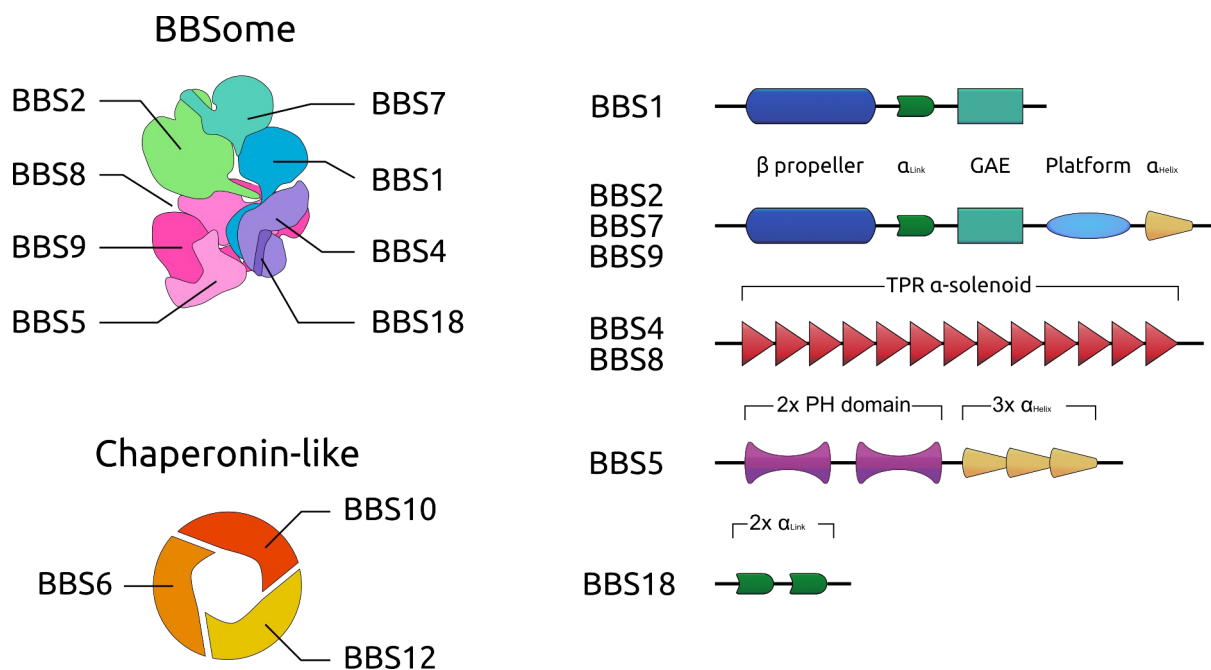 BBSome
BBS2
BBS7
BBS8
BBS1
BBS9
BBS4
BBS5
BBS18
Chaperonin-like
BBS10
BBS6
BBS12
BBS1
β propeller
αLink
GAE
Platform
αHelix
BBS2
BBS7
BBS9
TPR α-solenoid
BBS4
BBS8
2x PH domain
3x αHelix
BBS5
2x αLink
BBS18